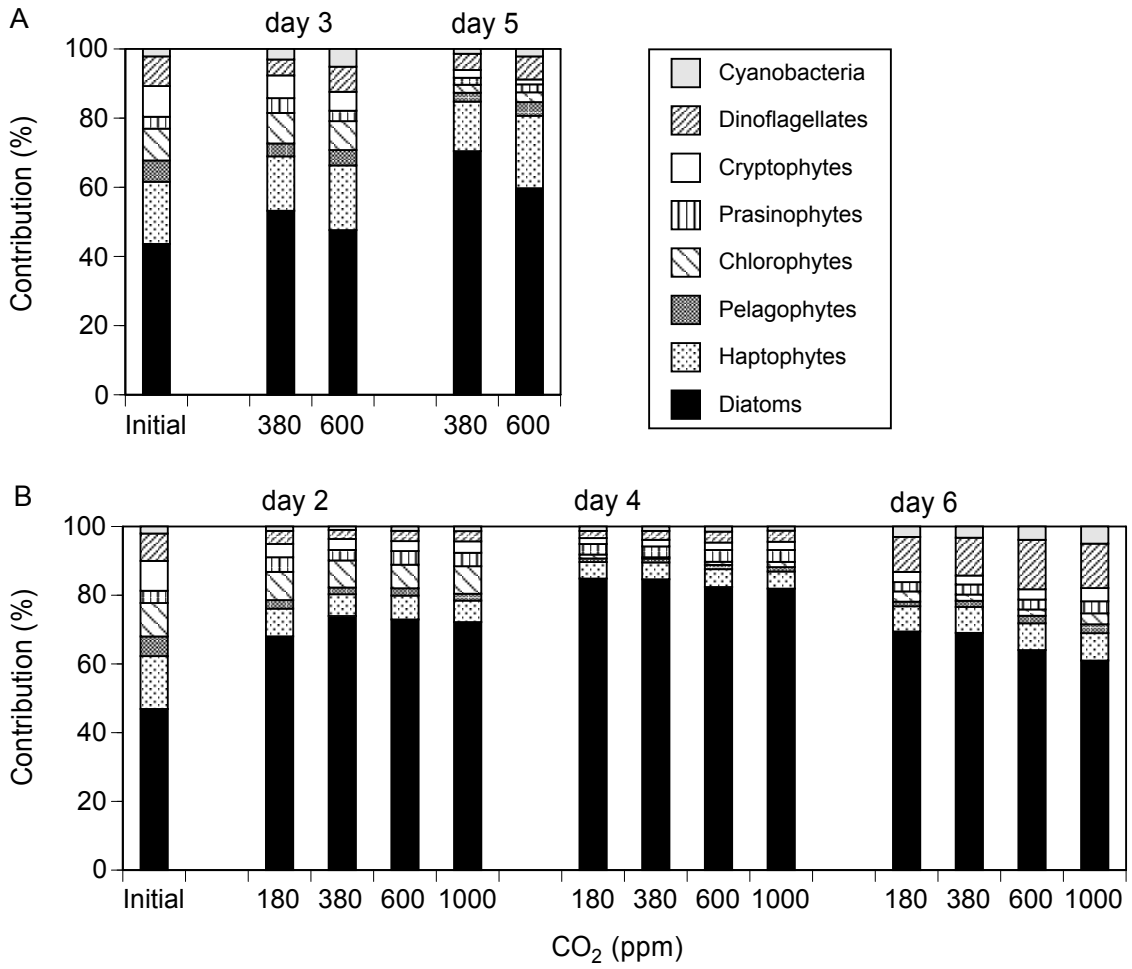 A
day 3
day 5
100
80
60
40
20
0
Contribution (%)
Initial
380
600
380
600
Cyanobacteria
Dinoflagellates
Cryptophytes
Prasinophytes
Chlorophytes
Pelagophytes
Haptophytes
Diatoms
B
day 2
day 4
day 6
100
80
60
40
20
0
Contribution (%)
Initial
180
380
600
1000
180
380
600
1000
180
380
600
1000
CO₂ (ppm)